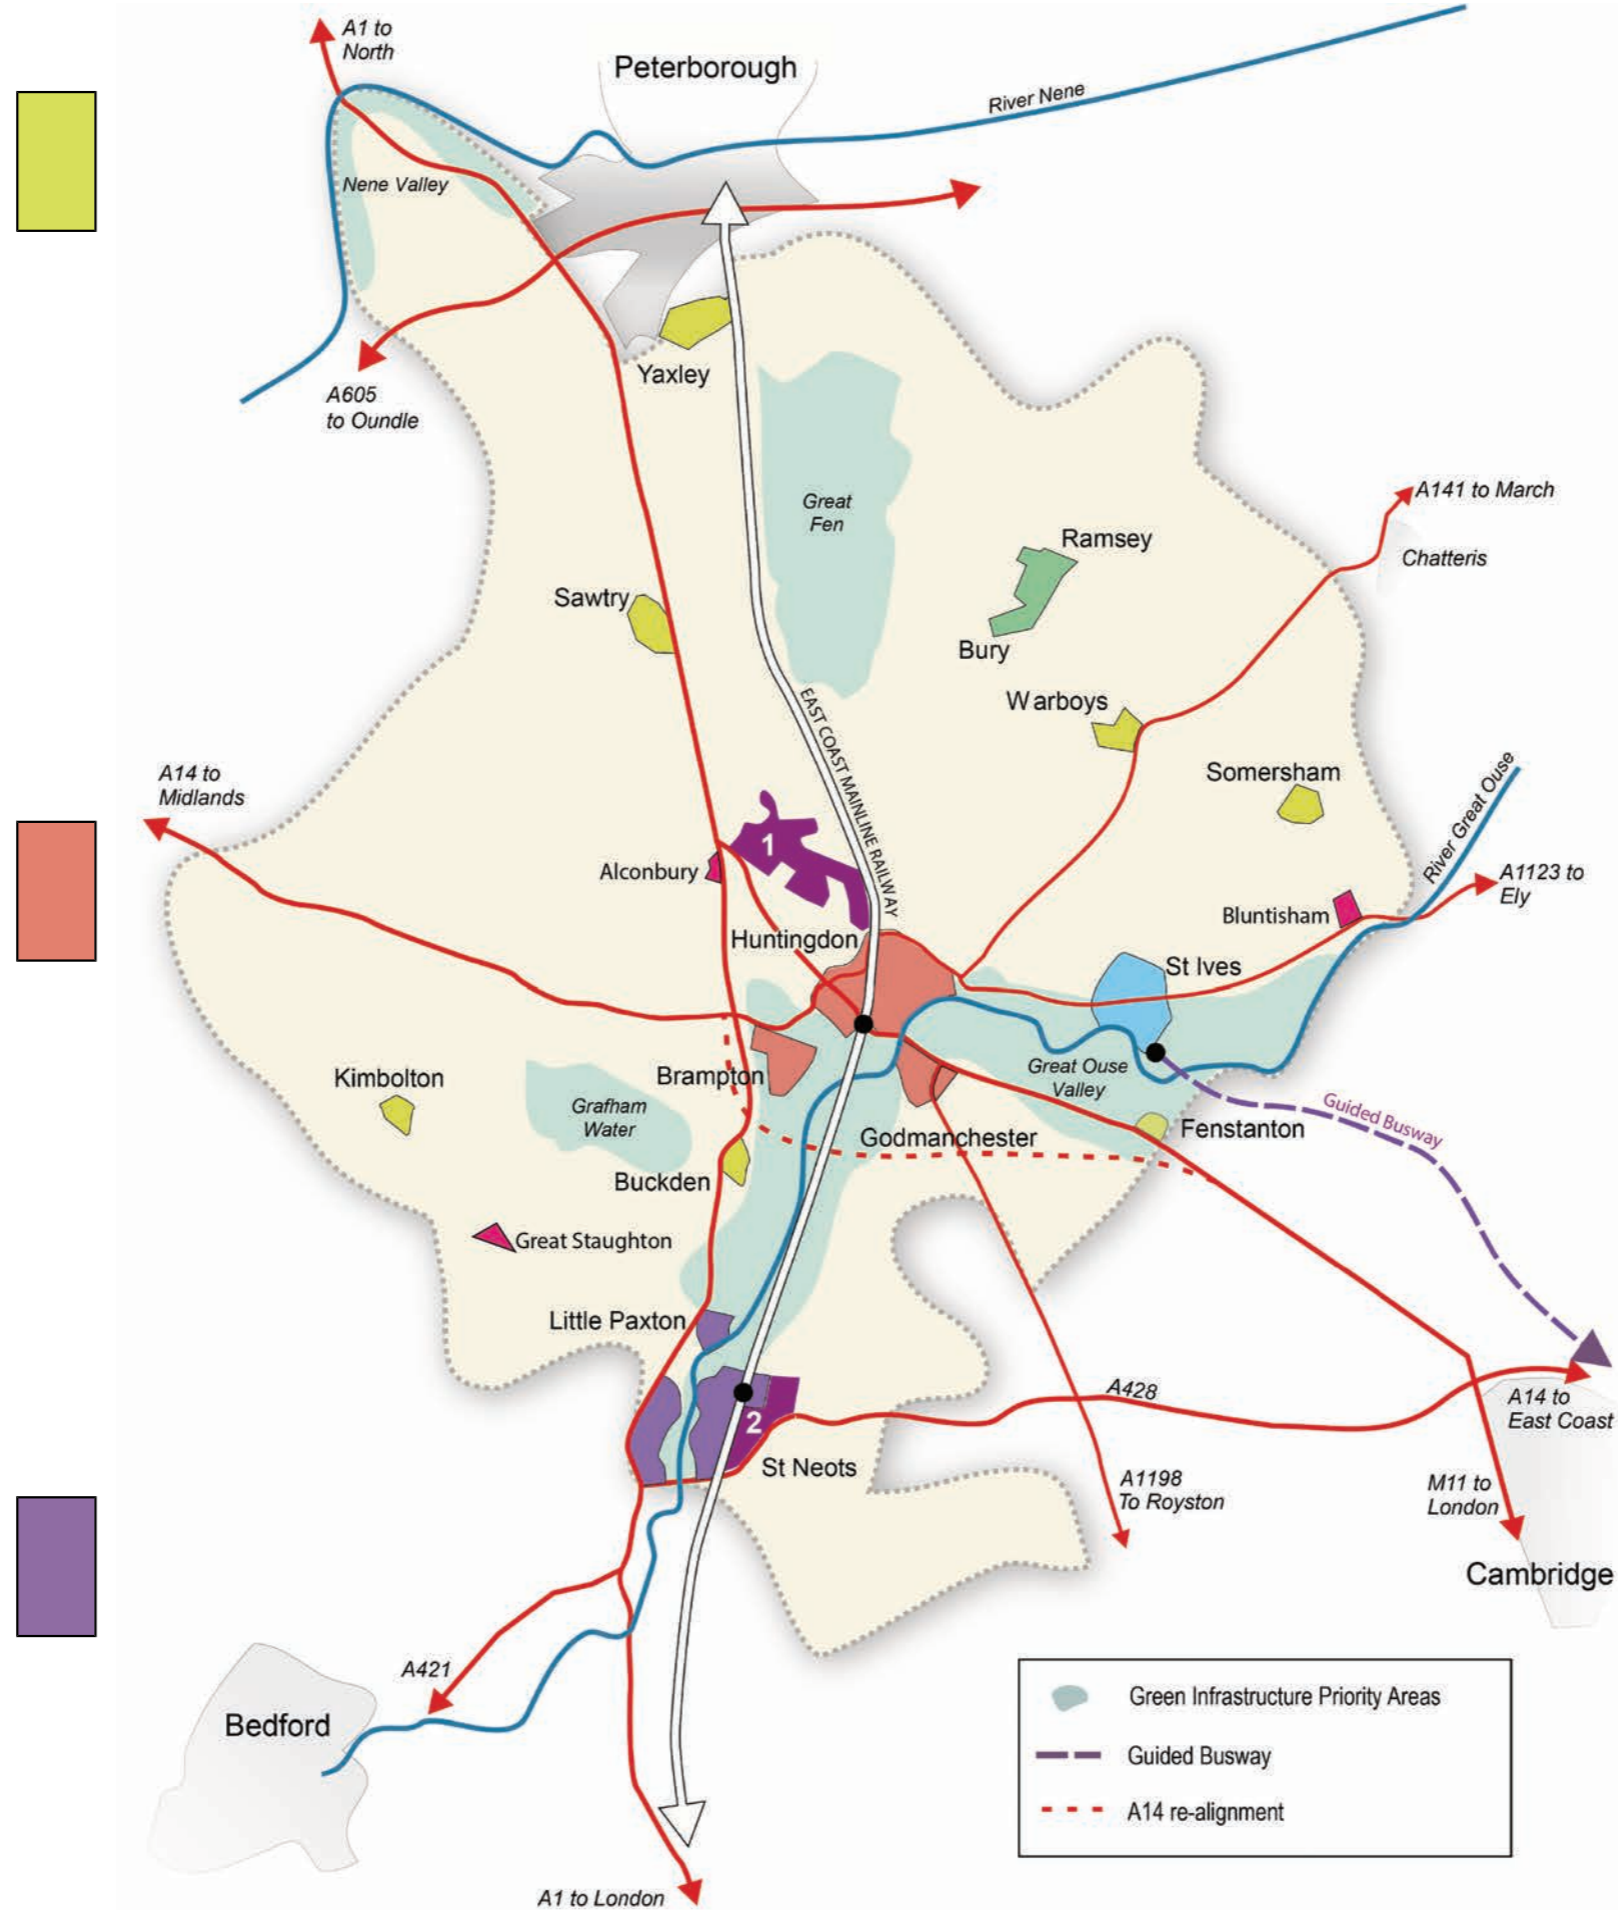 A1 to
North
Peterborough
River Nene
Nene Valley
Yaxley
A605
to Oundle
Great
Fen
A141 to March
Ramsey
Chatteris
Sawtry
Bury
Warboys
EAST COAST MAINLINE RAILWAY
Somersham
River Great Ouse
A14 to
Midlands
1
Alconbury
A1123 to
Ely
Bluntisham
Huntingdon
St Ives
Kimbolton
Brampton
Great Ouse
Valley
Grafham
Water
Guided Busway
Godmanchester
Fenstanton
Buckden
Great Staughton
Little Paxton
A428
A14 to
East Coast
2
St Neots
A1198
To Royston
M11 to
London
Cambridge
A421
Bedford
Green Infrastructure Priority Areas
Guided Busway
A14 re-alignment
A1 to London